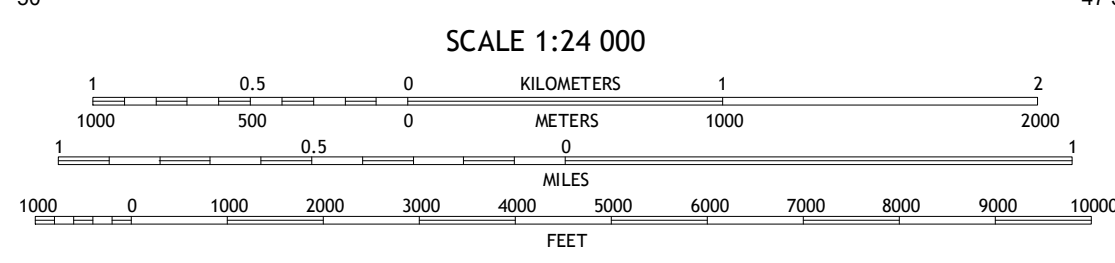 SCALE 1:24 000
1 0.5 0 KILOMETERS 1 2
1000 500 0 METERS 1000 2000
1 0.5 0 1
MILES
1000 0 1000 2000 3000 4000 5000 6000 7000 8000 9000 10000
FEET